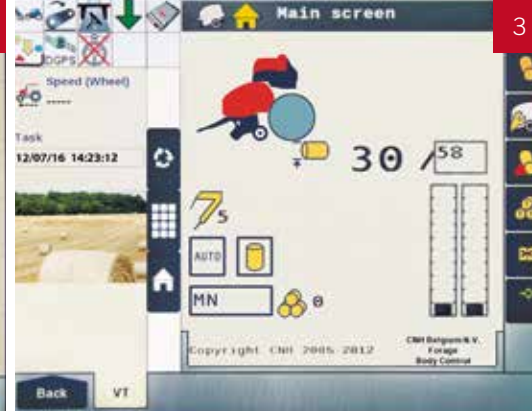 Main screen
3
DGPS
Speed (Wheel)
-----
Task
12/07/16 14:23:12
30 / 58
5
AUTO
MN
0
Copyright CNH 2005-2012
CNH Belgium N.V.
Forage
Body Control
Back
VT